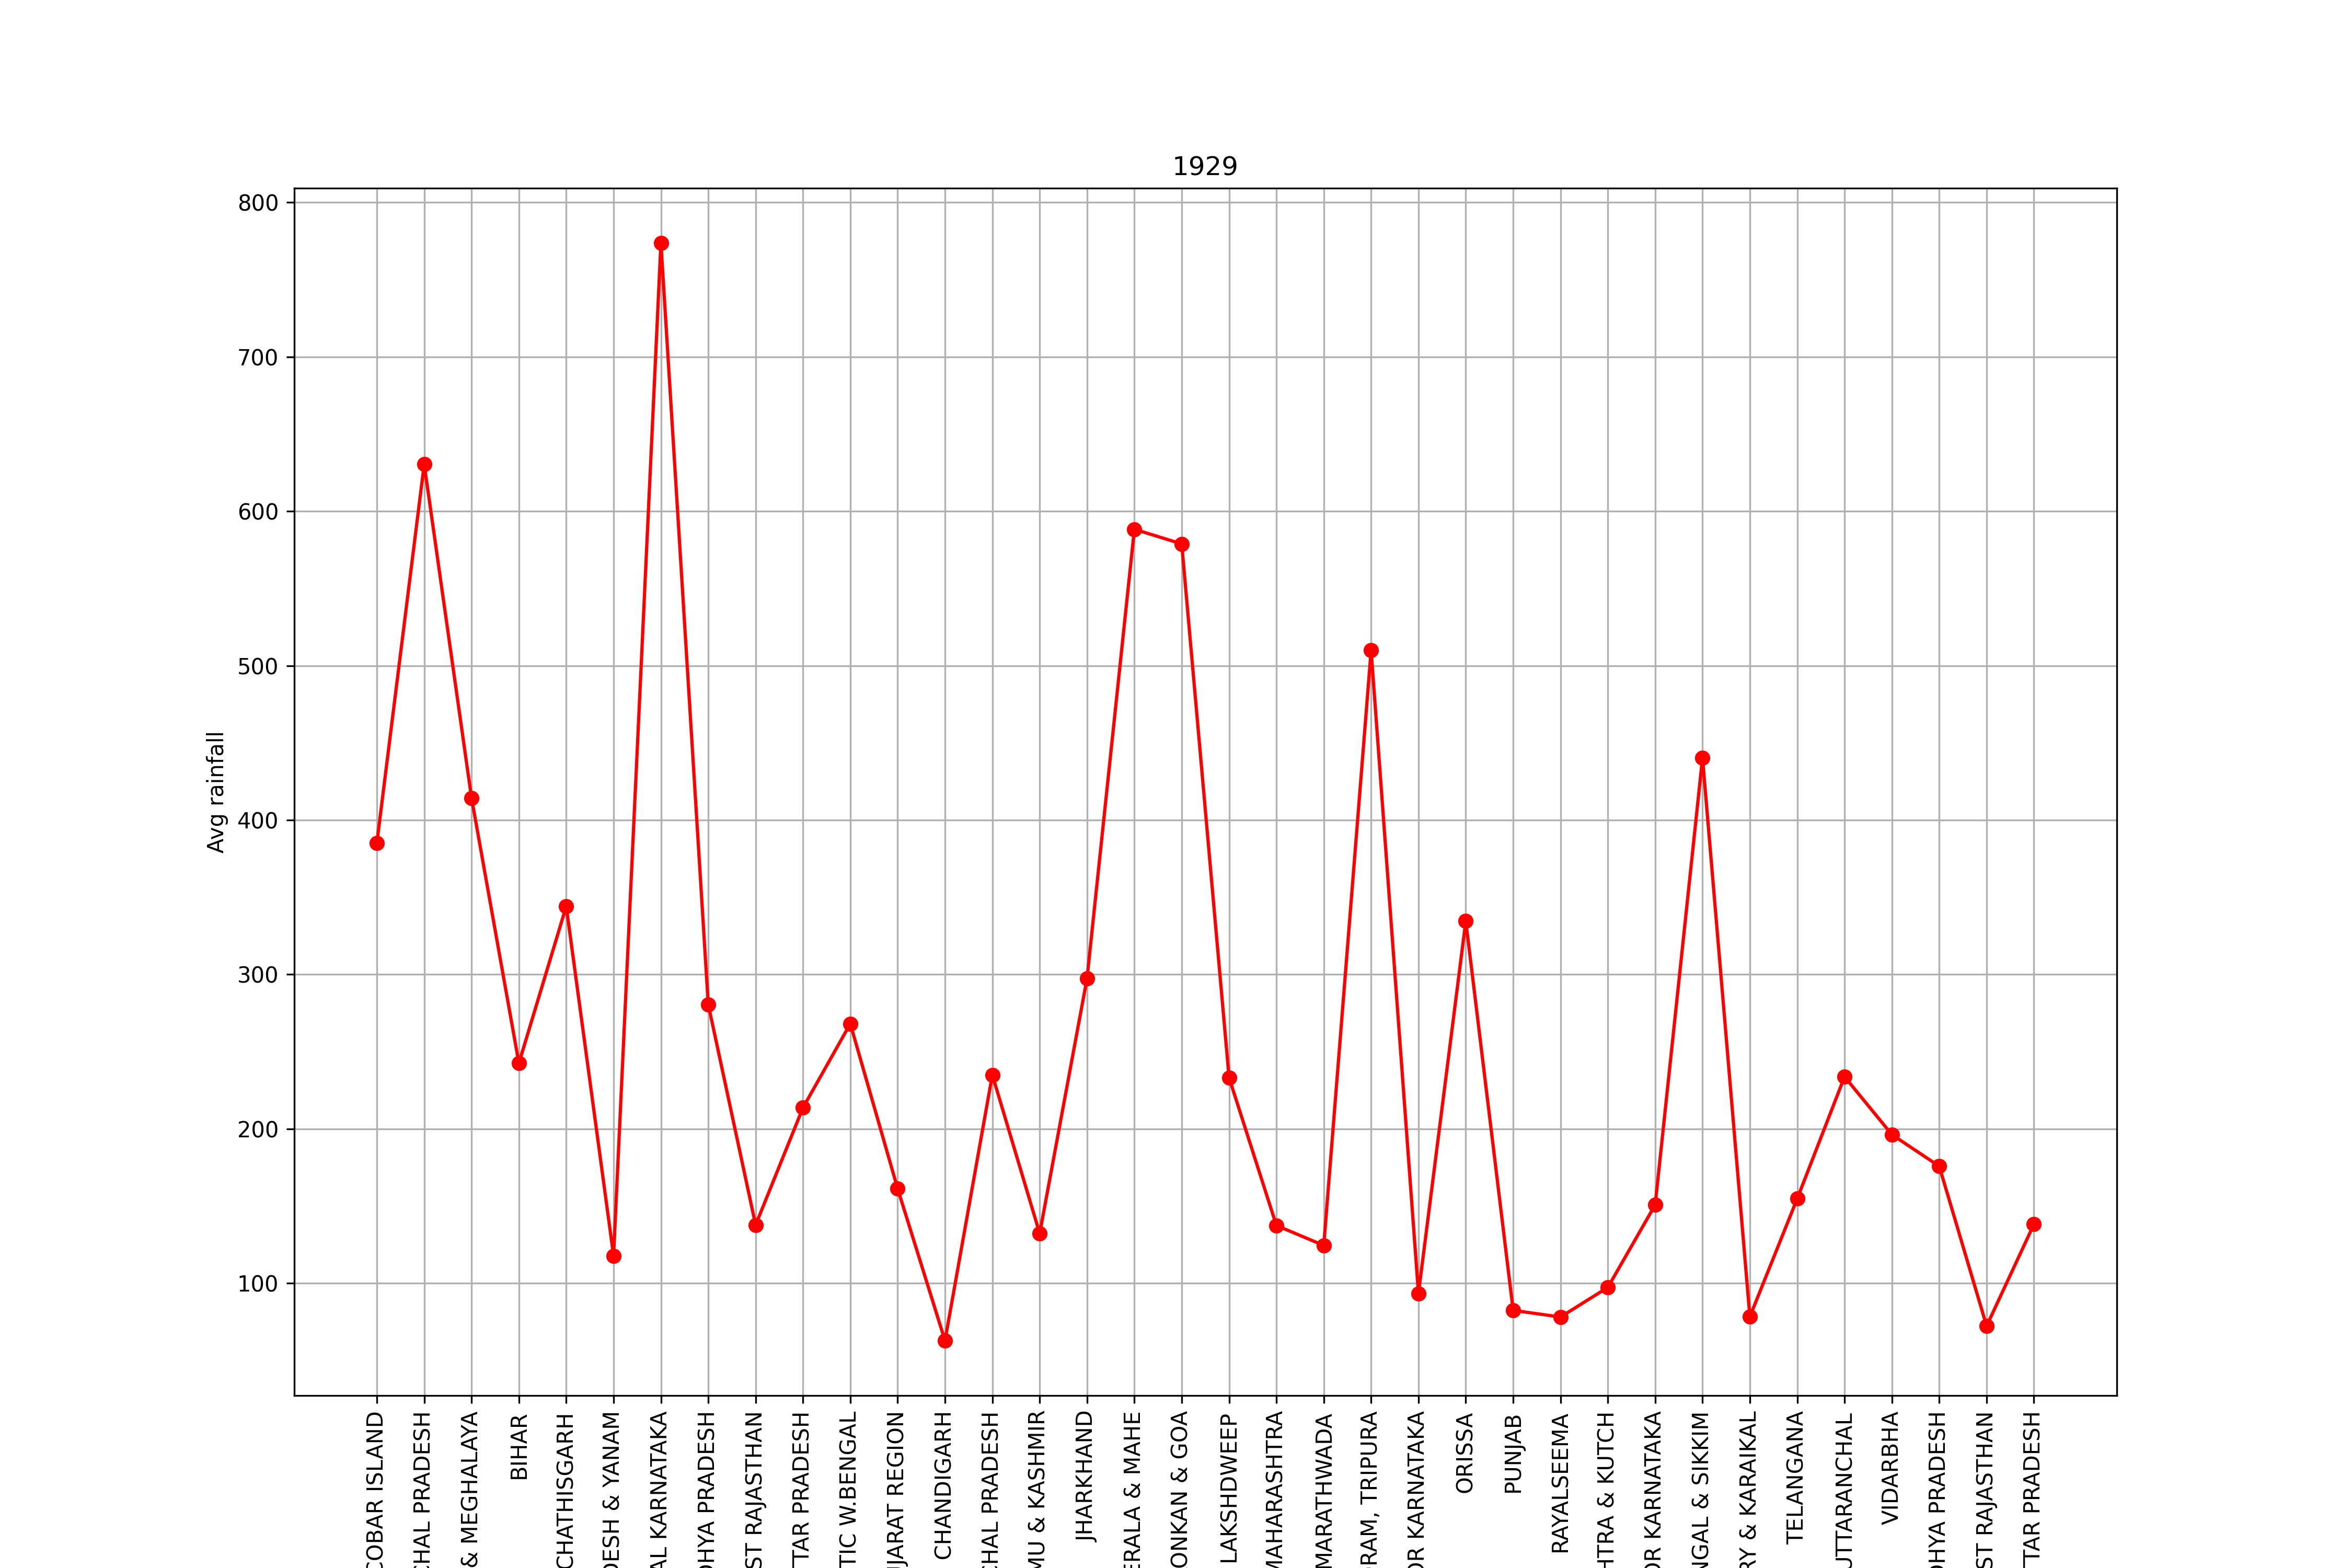 1929
800
700
600
500
400
300
200
100
Avg rainfall
COBAR ISLAND
CHAL PRADESH
& MEGHALAYA
BIHAR
CHATHISGARH
DESH & YANAM
AL KARNATAKA
DHYA PRADESH
ST RAJASTHAN
TTAR PRADESH
TIC W.BENGAL
JARAT REGION
CHANDIGARH
CHAL PRADESH
MU & KASHMIR
JHARKHAND
ERALA & MAHE
ONKAN & GOA
LAKSHDWEEP
MAHARASHTRA
MARATHWADA
RAM, TRIPURA
OR KARNATAKA
ORISSA
PUNJAB
RAYALSEEMA
HTRA & KUTCH
OR KARNATAKA
NGAL & SIKKIM
RY & KARAIKAL
TELANGANA
UTTARANCHAL
VIDARBHA
DHYA PRADESH
ST RAJASTHAN
TTAR PRADESH